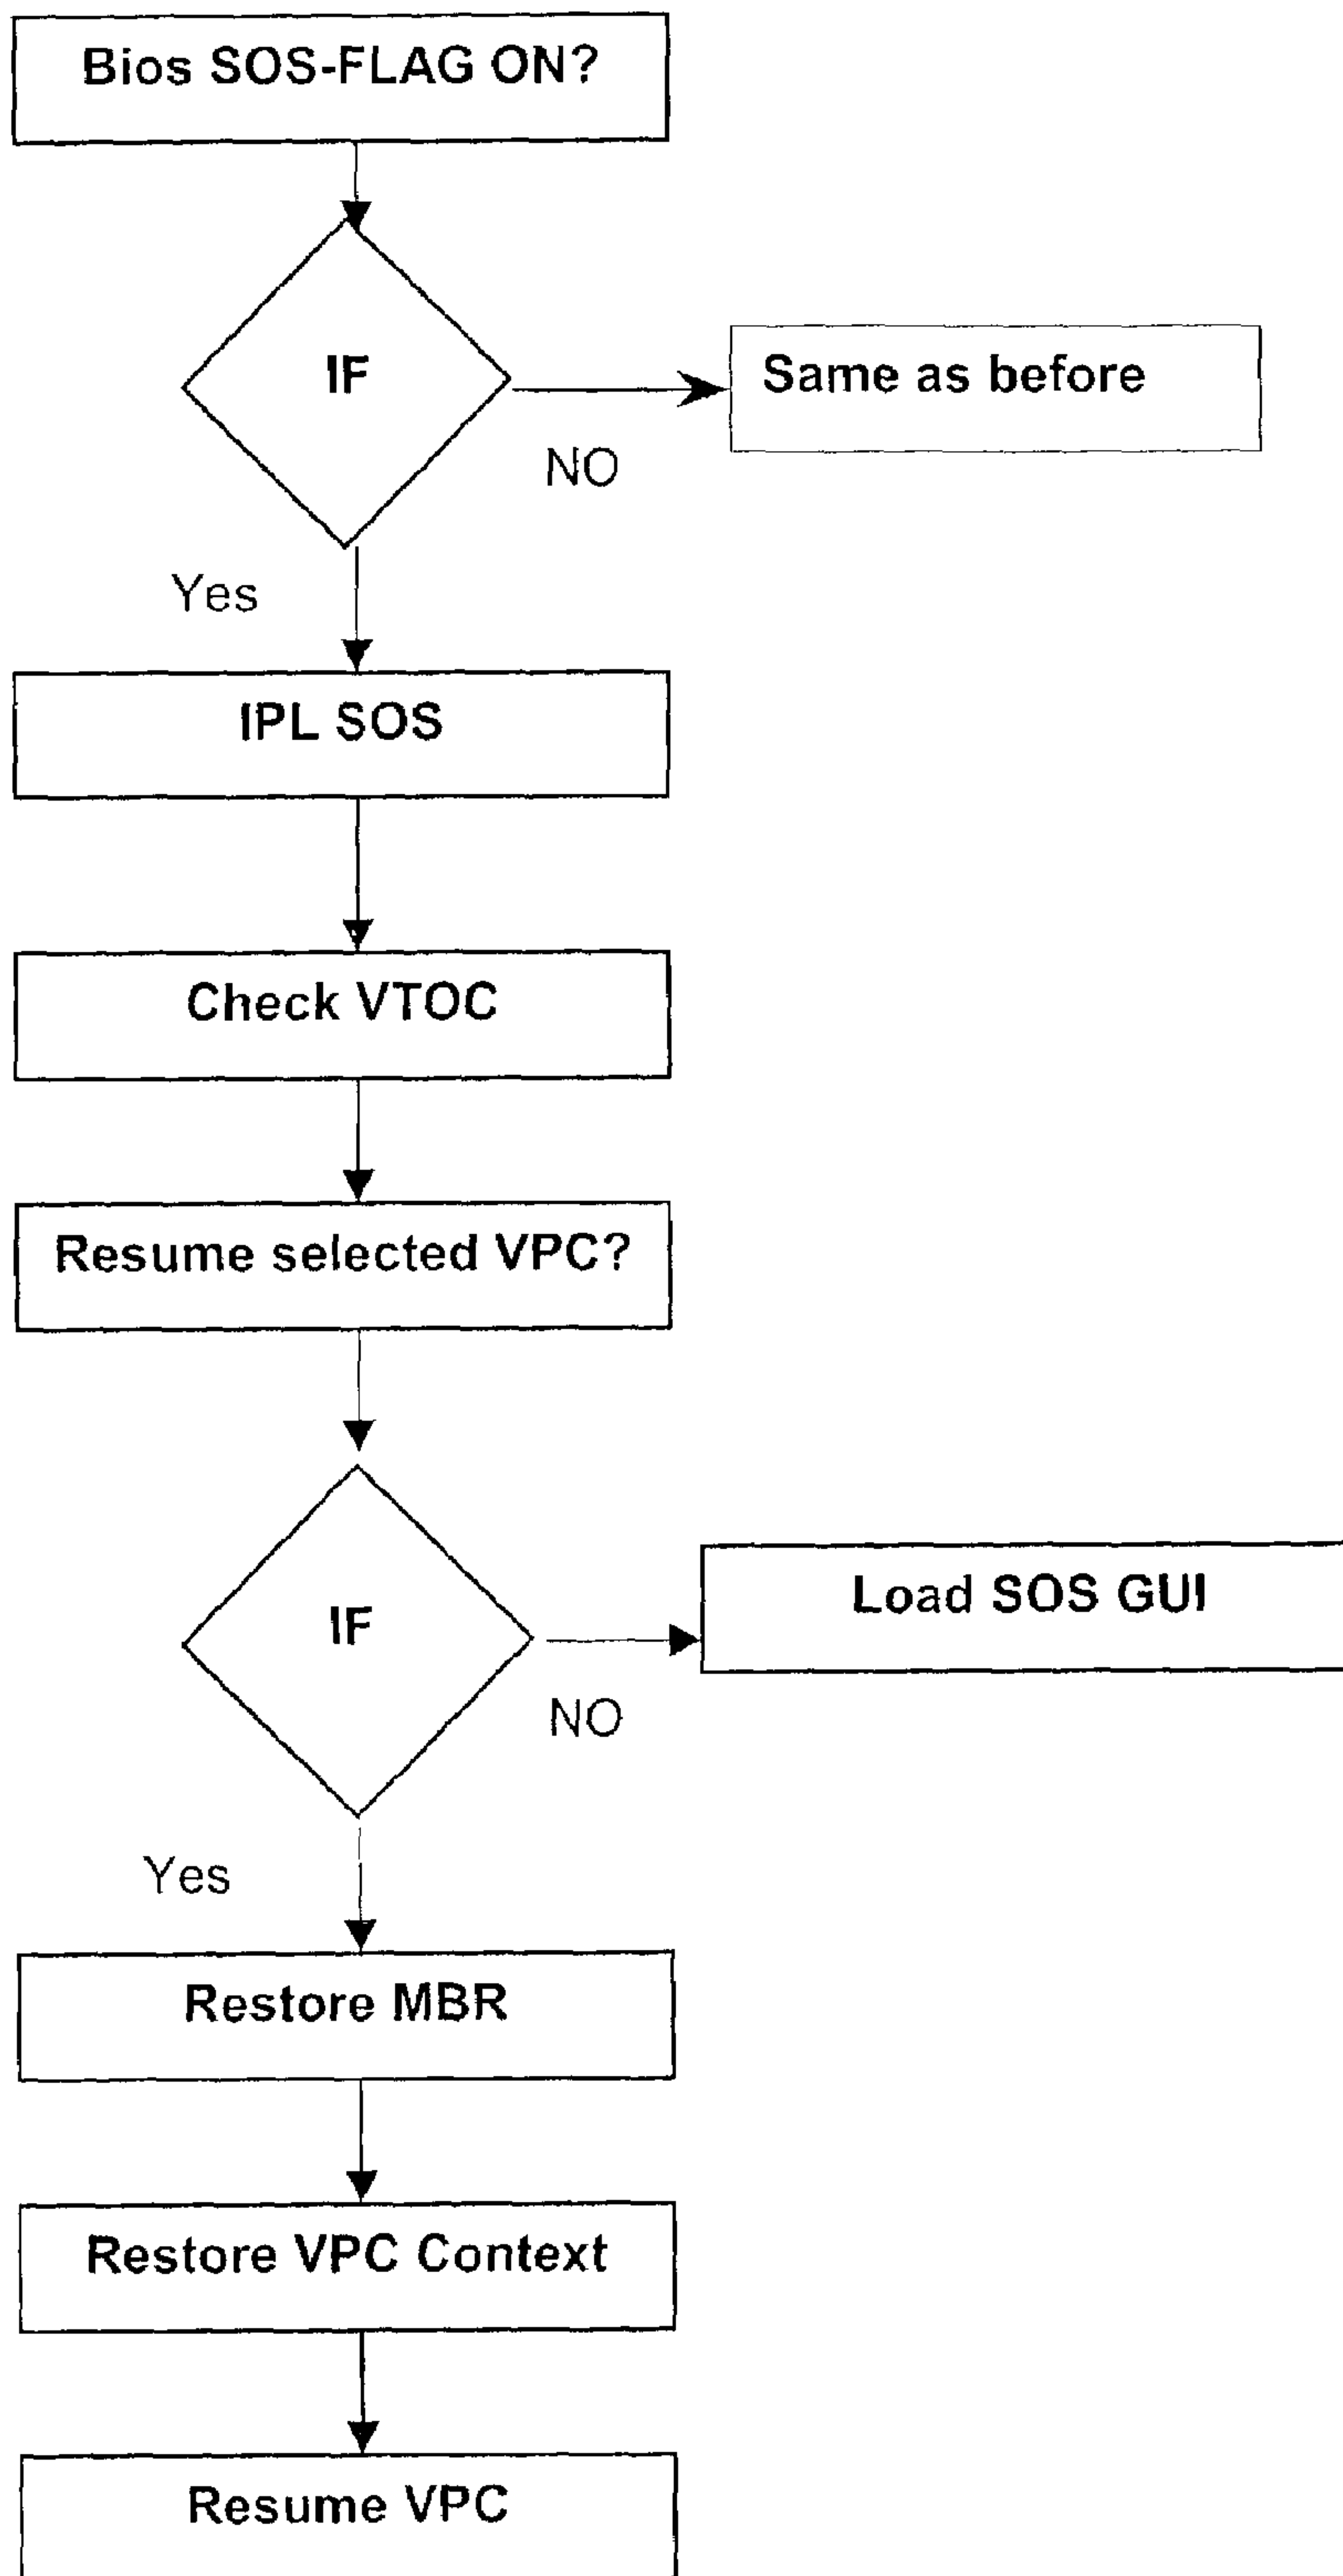 Bios SOS-FLAG ON?
IF
Same as before
NO
Yes
IPL SOS
Check VTOC
Resume selected VPC?
IF
Load SOS GUI
NO
Yes
Restore MBR
Restore VPC Context
Resume VPC